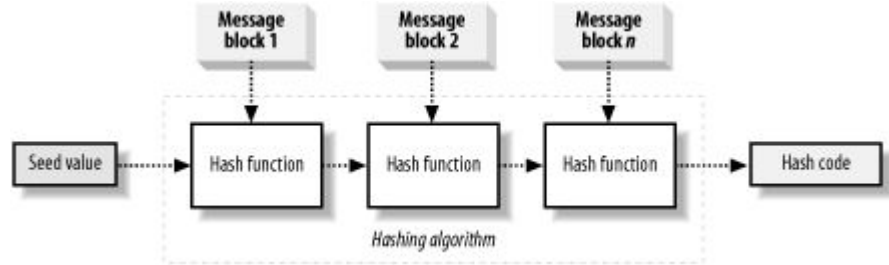 Message
block 1
Message
block 2
Message
block n
Seed value
Hash function
Hash function
Hash function
Hash code
Hashing algorithm